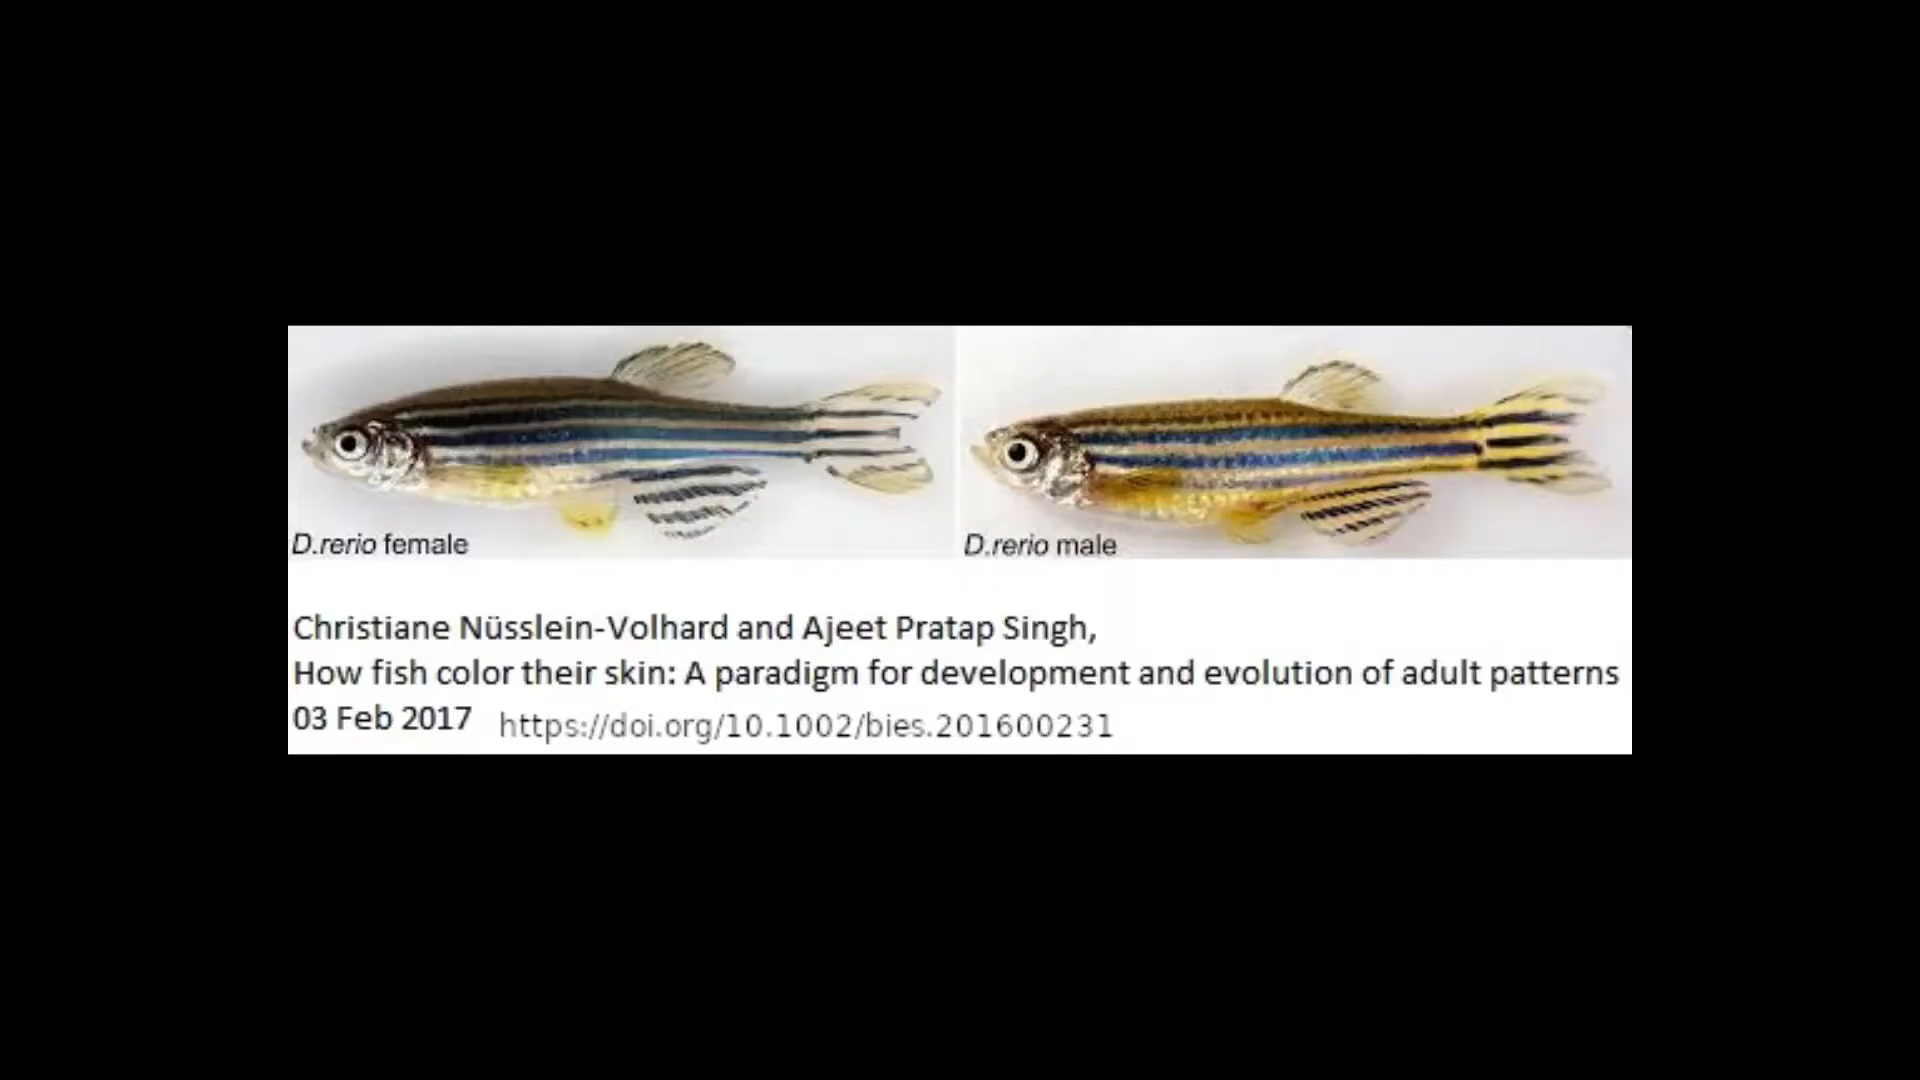 D.rerio female
D.rerio male
Christiane Nüsslein-Volhard and Ajeet Pratap Singh,
How fish color their skin: A paradigm for development and evolution of adult patterns
03 Feb 2017 https://doi.org/10.1002/bies.201600231